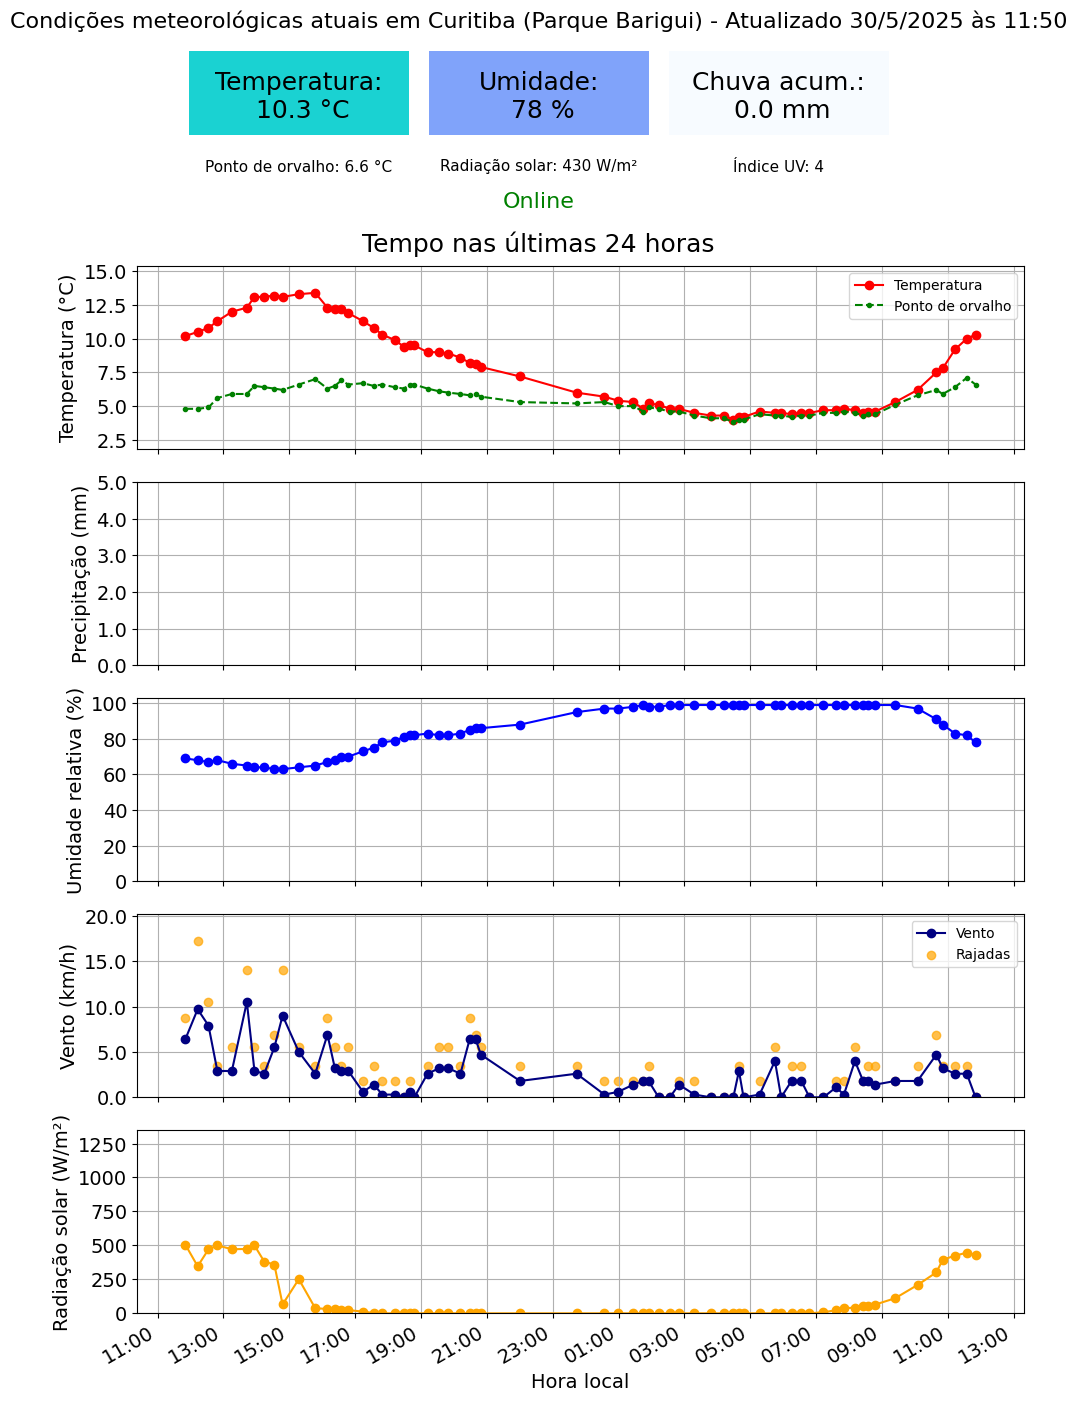 Condições meteorológicas atuais em Curitiba (Parque Barigui) - Atualizado 30/5/2025 às 11:50
Temperatura:
10.3 °C
Umidade:
78 %
Chuva acum.:
0.0 mm
Ponto de orvalho: 6.6 °C
Radiação solar: 430 W/m²
Índice UV: 4
Online
Tempo nas últimas 24 horas
Temperatura (°C)
15.0
12.5
10.0
7.5
5.0
2.5
Temperatura
Ponto de orvalho
Precipitação (mm)
5.0
4.0
3.0
2.0
1.0
0.0
Umidade relativa (%)
100
80
60
40
20
0
Vento (km/h)
20.0
15.0
10.0
5.0
0.0
Vento
Rajadas
Radiação solar (W/m²)
1250
1000
750
500
250
0
11:00
13:00
15:00
17:00
19:00
21:00
23:00
01:00
03:00
05:00
07:00
09:00
11:00
13:00
Hora local